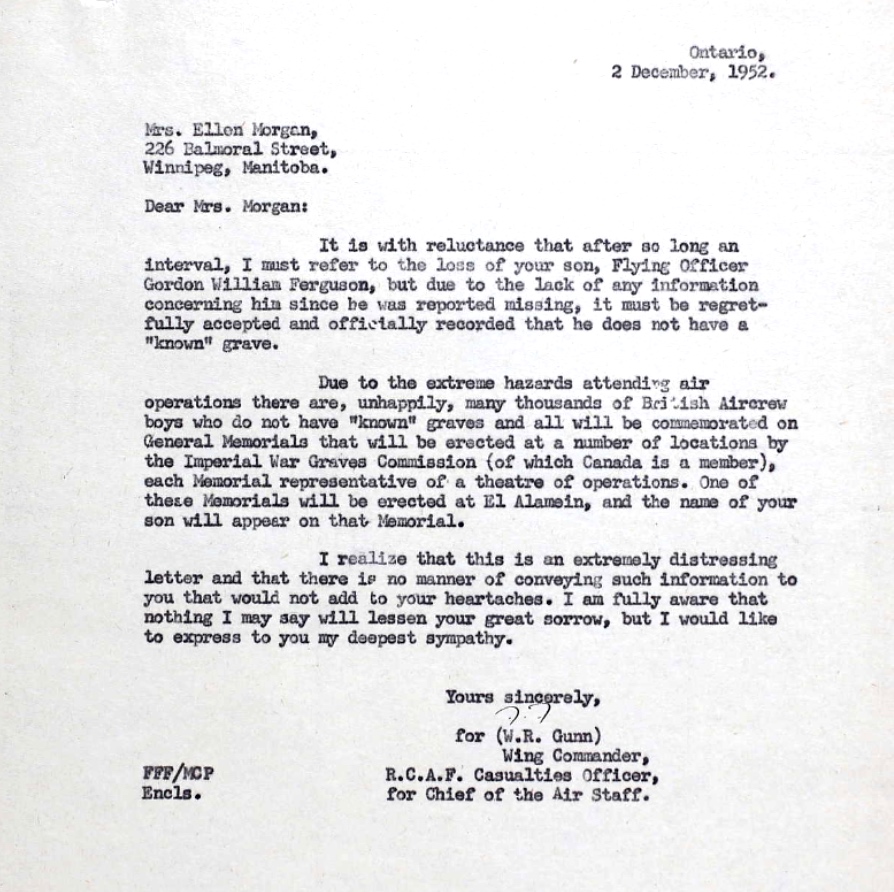 Ontario,
2 December, 1952.
Mrs. Ellen Morgan,
226 Balmoral Street,
Winnipeg, Manitoba.
Dear Mrs. Morgan:
It is with reluctance that after so long an
interval, I must refer to the loss of your son, Flying Officer
Gordon William Ferguson, but due to the lack of any information
concerning him since he was reported missing, it must be regret-
fully accepted and officially recorded that he does not have a
"known" grave.
Due to the extreme hazards attending air
operations there are, unhappily, many thousands of British Aircrew
boys who do not have "known" graves and all will be commemorated on
General Memorials that will be erected at a number of locations by
the Imperial War Graves Commission (of which Canada is a member),
each Memorial representative of a theatre of operations. One of
these Memorials will be erected at El Alamein, and the name of your
son will appear on that Memorial.
I realize that this is an extremely distressing
letter and that there is no manner of conveying such information to
you that would not add to your heartaches. I am fully aware that
nothing I may say will lessen your great sorrow, but I would like
to express to you my deepest sympathy.
Yours sincerely,
for (W.R. Gunn)
Wing Commander,
FFF/MCP R.C.A.F. Casualties Officer,
Encls. for Chief of the Air Staff.